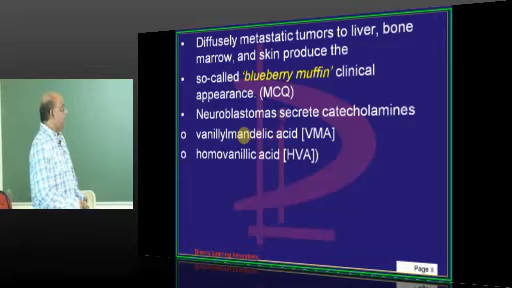 • Diffusely metastatic tumors to liver, bone
marrow, and skin produce the
• so-called 'blueberry muffin' clinical
appearance. (MCQ)
• Neuroblastomas secrete catecholamines
o vanillylmandelic acid [VMA]
o homovanillic acid [HVA])
Page